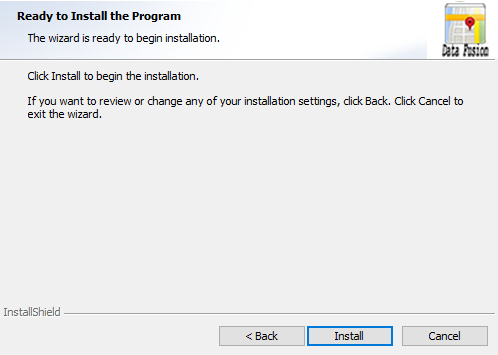 Ready to Install the Program
The wizard is ready to begin installation.
Data Fusion
Click Install to begin the installation.
If you want to review or change any of your installation settings, click Back. Click Cancel to
exit the wizard.
InstallShield
< Back
Install
Cancel